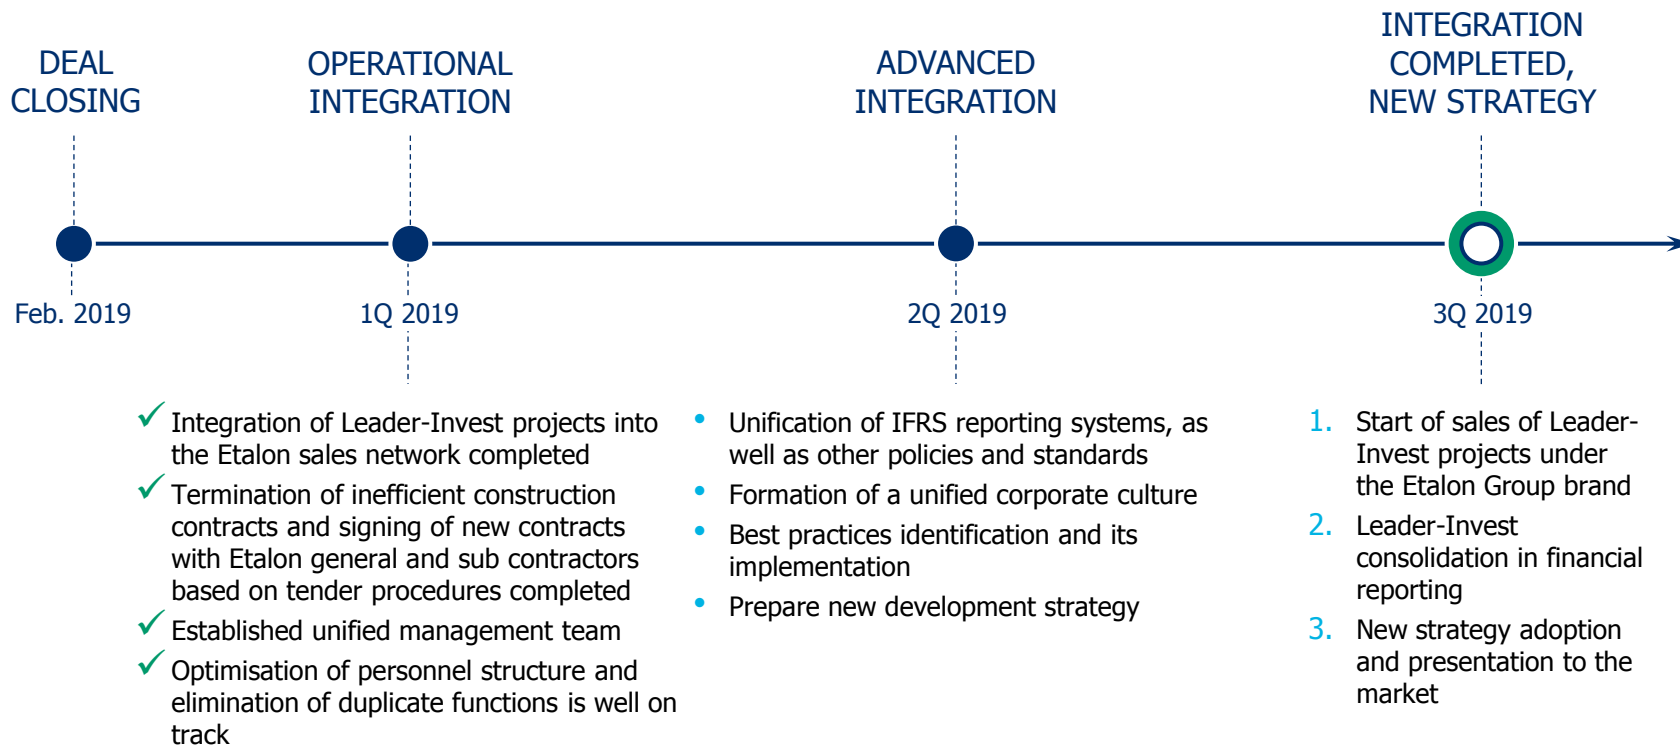 DEAL
CLOSING
OPERATIONAL
INTEGRATION
ADVANCED
INTEGRATION
INTEGRATION
COMPLETED,
NEW STRATEGY
Feb. 2019
1Q 2019
2Q 2019
3Q 2019
Integration of Leader-Invest projects into
the Etalon sales network completed
Termination of inefficient construction
contracts and signing of new contracts
with Etalon general and sub contractors
based on tender procedures completed
Established unified management team
Optimisation of personnel structure and
elimination of duplicate functions is well on
track
• Unification of IFRS reporting systems, as
well as other policies and standards
• Formation of a unified corporate culture
• Best practices identification and its
implementation
• Prepare new development strategy
1. Start of sales of Leader-
Invest projects under
the Etalon Group brand
2. Leader-Invest
consolidation in financial
reporting
3. New strategy adoption
and presentation to the
market